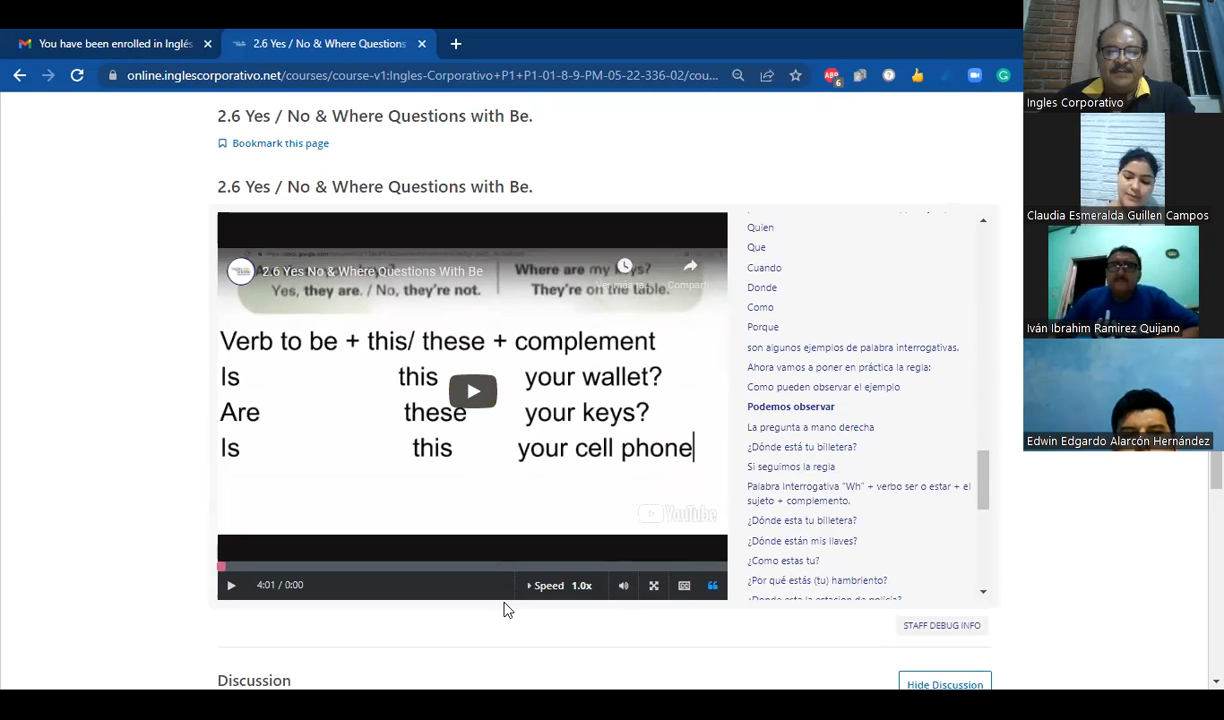 You have been enrolled in Inglés
2.6 Yes / No & Where Questions
online.inglescorporativo.net/courses/course-v1:Ingles-Corporativo+P1+P1-01-8-9-PM-05-22-336-02/cou...
6
2.6 Yes / No & Where Questions with Be.
Bookmark this page
2.6 Yes / No & Where Questions with Be.
2.6 Yes No & Where Questions With Be
Where are my keys?
Yes, they are. / No, they're not.
They're on the table.
Verb to be + this/ these + complement
Is this your wallet?
Are these your keys?
Is this your cell phone
YouTube
4:01 / 0:00
Speed 1.0x
Quien
Que
Cuando
Donde
Como
Porque
son algunos ejemplos de palabra interrogativas.
Ahora vamos a poner en práctica la regla:
Como pueden observar el ejemplo
Podemos observar
La pregunta a mano derecha
¿Dónde está tu billetera?
Si seguimos la regla
Palabra Interrogativa "Wh" + verbo ser o estar + el
sujeto + complemento.
¿Dónde esta tu billetera?
¿Dónde están mis llaves?
¿Como estas tu?
¿Por qué estás (tu) hambriento?
¿Donde esta la estacion de policia?
STAFF DEBUG INFO
Discussion
Hide Discussion
Ingles Corporativo
Claudia Esmeralda Guillen Campos
Iván Ibrahim Ramirez Quijano
Edwin Edgardo Alarcón Hernández